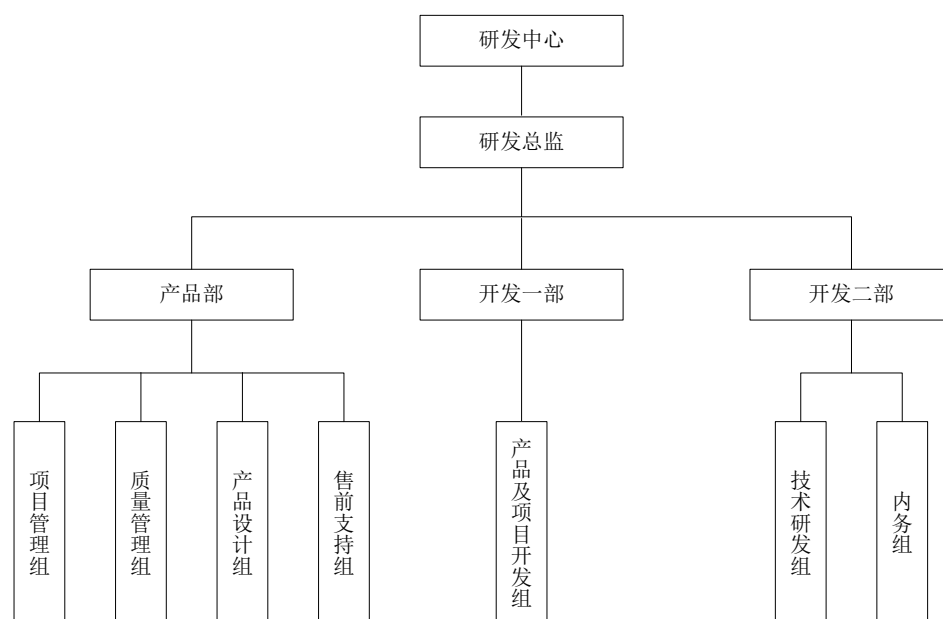 研发中心
研发总监
产品部
开发一部
开发二部
项目管理组
质量管理组
产品设计组
售前支持组
产品及项目开发组
技术研发组
内务组